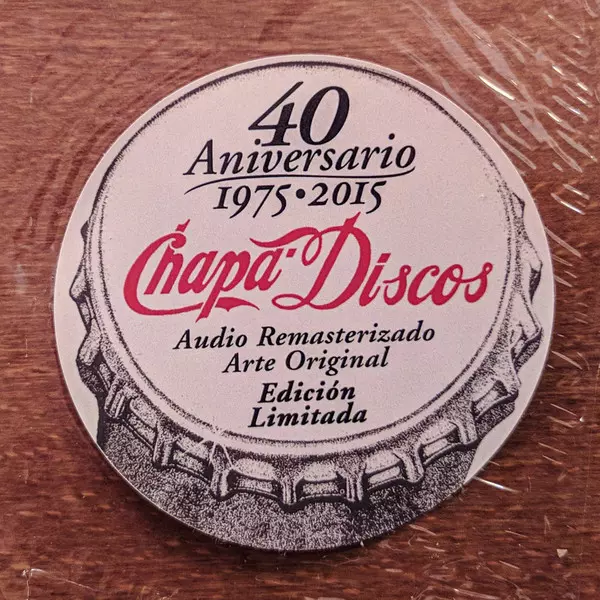 40
Aniversario
1975•2015
Chapa Discos
Audio Remasterizado
Arte Original
Edición
Limitada